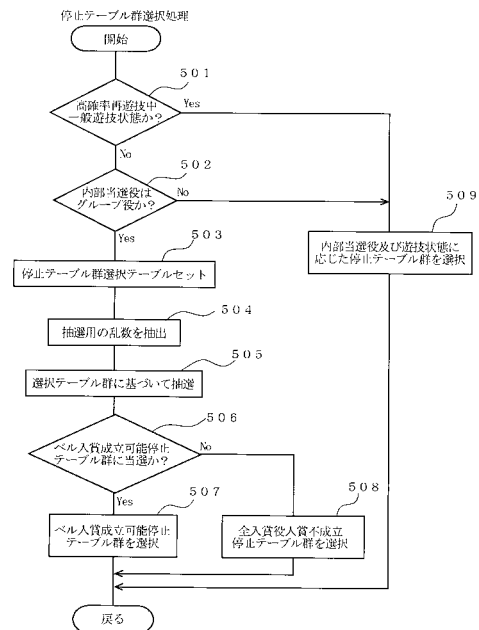 停止テーブル群選択処理
開始
501
高確率再遊技中
一般遊技状態か?
Yes
No
502
内部当選役は
グループ役か?
No
Yes
509
内部当選役及び遊技状態に
応じた停止テーブル群を選択
503
停止テーブル群選択テーブルセット
504
抽選用の乱数を抽出
505
選択テーブル群に基づいて抽選
506
ベル入賞成立可能停止
テーブル群に当選か?
No
Yes
507
ベル入賞成立可能停止
テーブル群を選択
508
全入賞役入賞不成立
停止テーブル群を選択
戻る